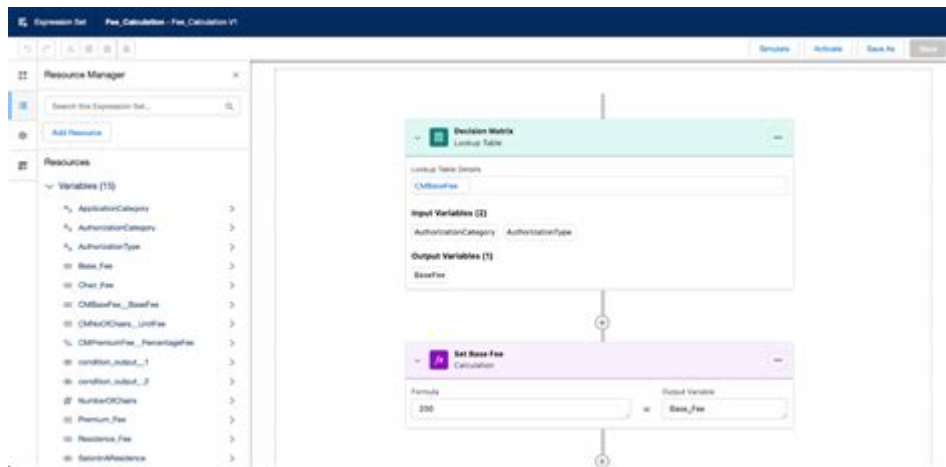 Expression Set
Fee_Calculation - Fee_Calculation V1
Simulate
Activate
Save As
Save
Resource Manager
Search this Expression Set...
Add Resource
Resources
Variables (15)
ApplicationCategory
AuthorizationCategory
AuthorizationType
Base_Fee
Chair_Fee
CMBaseFee__BaseFee
CMNoOfChairs__UnitFee
CMPremiumFee__PercentageFee
condition_output__1
condition_output__2
NumberOfChairs
Premium_Fee
Residence_Fee
SalonInAResidence
Decision Matrix
Lookup Table
Lookup Table Details
CMBaseFee
Input Variables (2)
AuthorizationCategory AuthorizationType
Output Variables (1)
BaseFee
Set Base Fee
Calculation
Formula
Output Variable
200 = Base_Fee